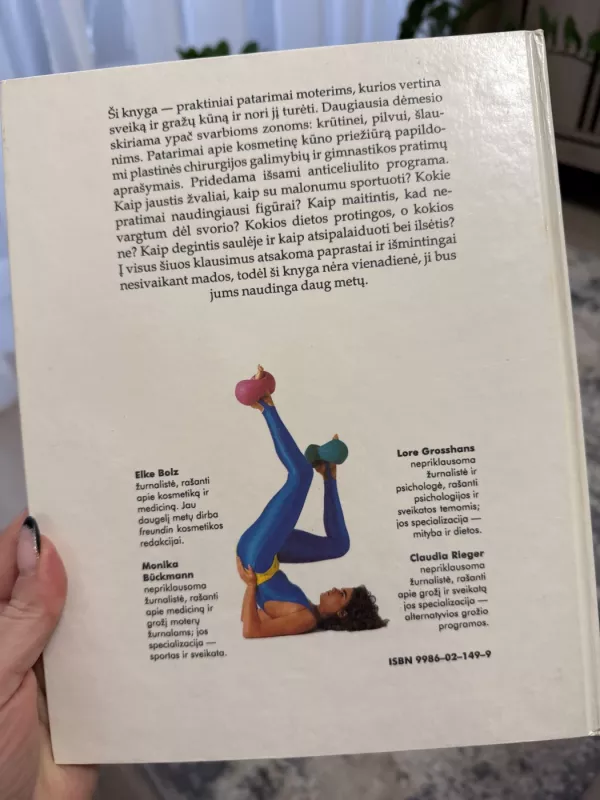 Ši knyga — praktiniai patarimai moterims, kurios vertina
sveiką ir gražų kūną ir nori jį turėti. Daugiausia dėmesio
skiriama ypač svarbioms zonoms: krūtinei, pilvui, šlau-
nims. Patarimai apie kosmetinę kūno priežiūrą papildo-
mi plastinės chirurgijos galimybių ir gimnastikos pratimų
aprašymais. Pridedama išsami anticeliulito programa.
Kaip jaustis žvaliai, kaip su malonumu sportuoti? Kokie
pratimai naudingiausi figūrai? Kaip maitintis, kad ne-
vargtum dėl svorio? Kokios dietos protingos, o kokios
ne? Kaip degintis saulėje ir kaip atsipalaiduoti bei ilsėtis?
Į visus šiuos klausimus atsakoma paprastai ir išmintingai
nesivaikant mados, todėl ši knyga nėra vienadienė, ji bus
jums naudinga daug metų.
Elke Bolz
žurnalistė, rašanti
apie kosmetiką ir
mediciną. Jau
daugelį metų dirba
freundin kosmetikos
redakcijai.
Monika
Bückmann
nepriklausoma
žurnalistė, rašanti
apie mediciną ir
grožį moterų
žurnalams; jos
specializacija —
sportas ir sveikata.
Lore Grosshans
nepriklausoma
žurnalistė ir
psichologė, rašanti
psichologijos ir
sveikatos temomis;
jos specializacija —
mityba ir dietos.
Claudia Rieger
nepriklausoma
žurnalistė, rašanti
apie grožį ir sveikatą
jos specializacija —
alternatyvios grožio
programos.
ISBN 9986–02–149–9